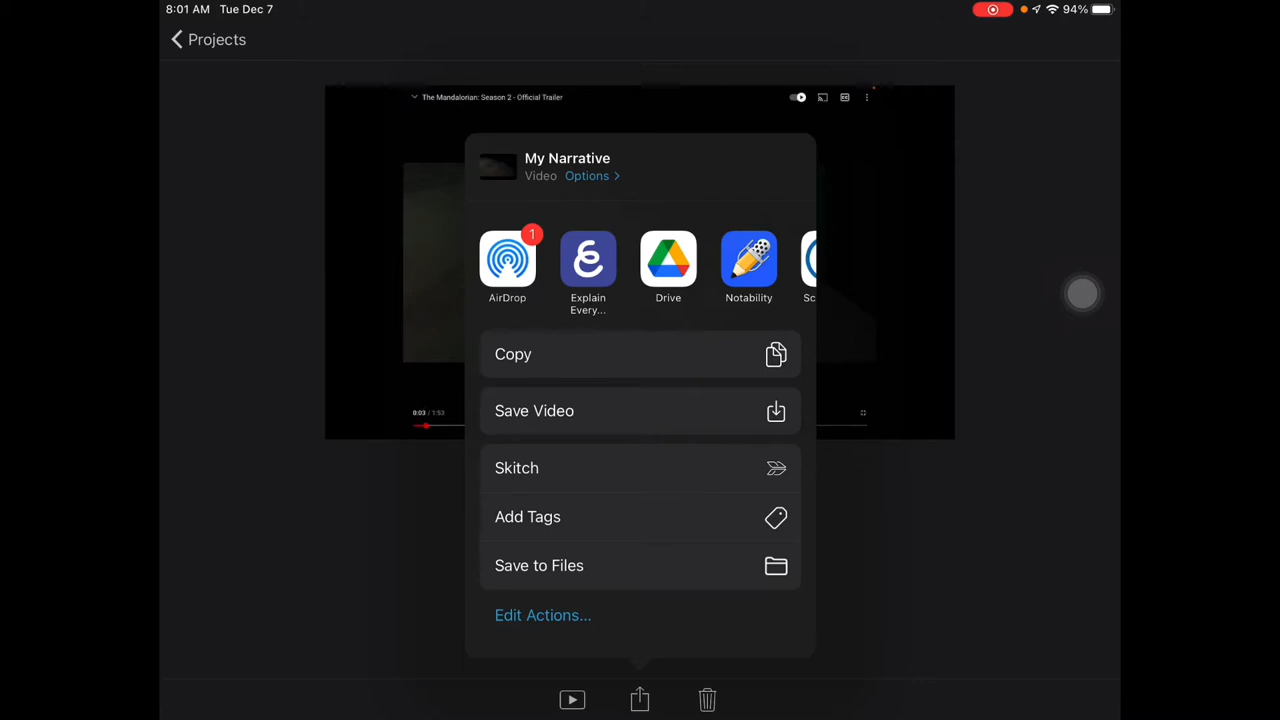 8:01 AM Tue Dec 7
94%
Projects
The Mandalorian: Season 2 - Official Trailer
CC
My Narrative
Video Options
1
AirDrop
Explain
Every...
Drive
Notability
Sc
Copy
Save Video
0:03 / 1:53
Skitch
Add Tags
Save to Files
Edit Actions...